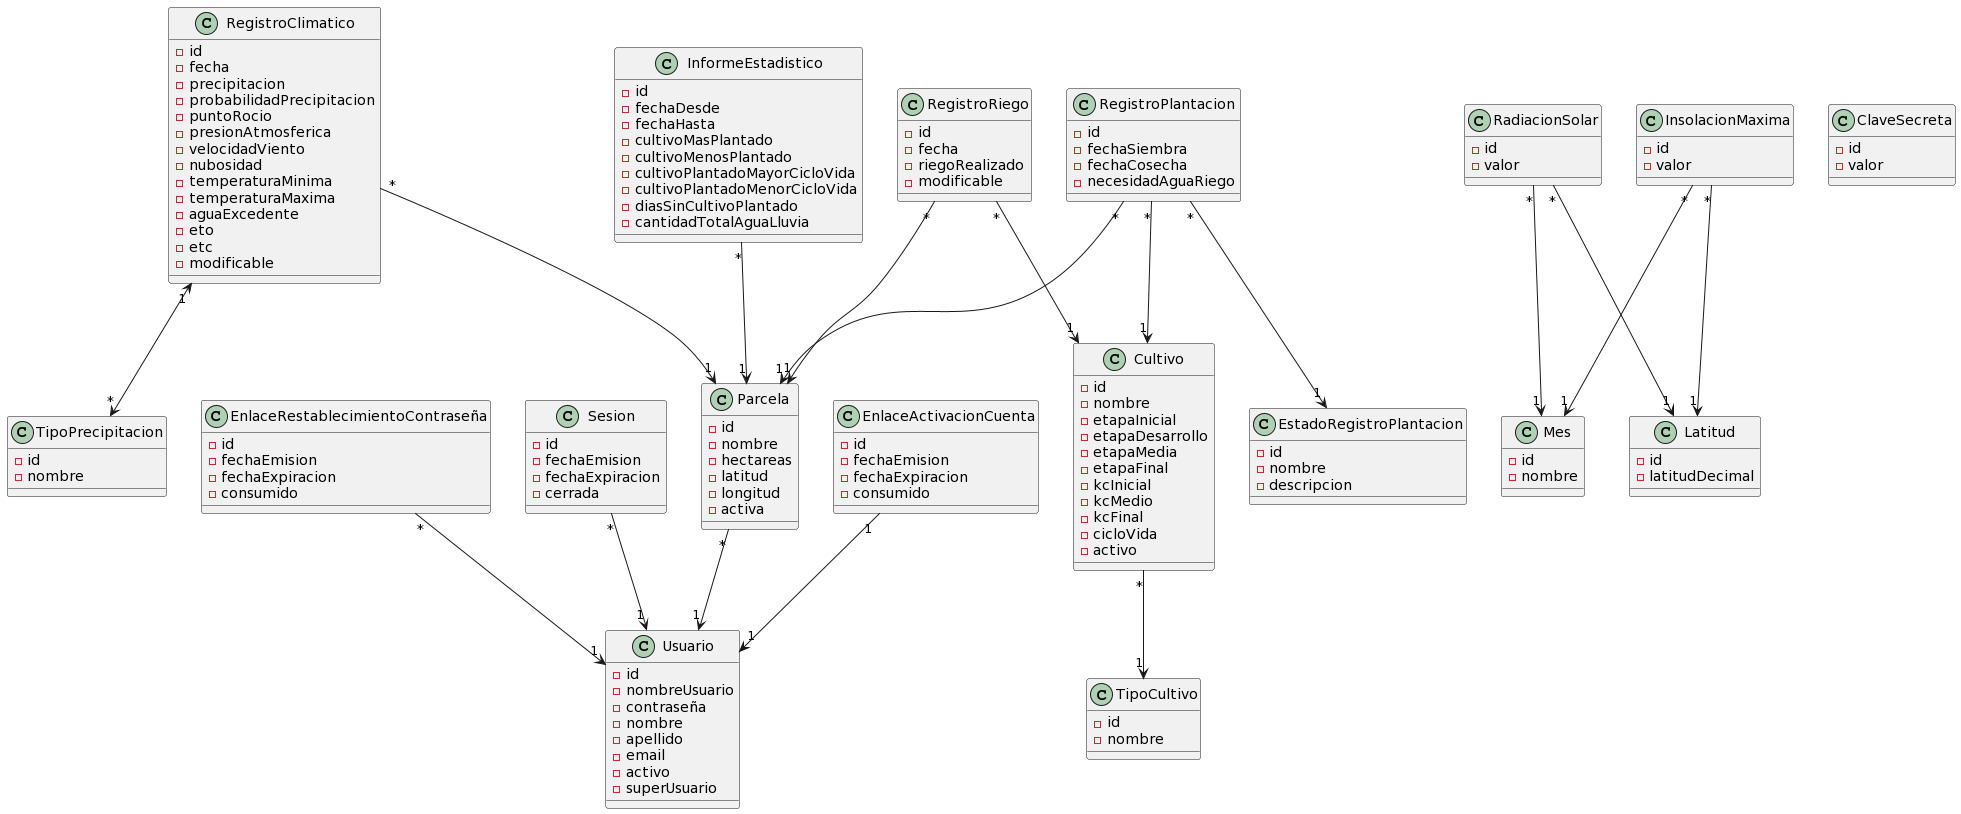 RegistroClimatico
id
fecha
precipitacion
probabilidadPrecipitacion
puntoRocio
presionAtmosferica
velocidadViento
nubosidad
temperaturaMinima
temperaturaMaxima
aguaExcedente
eto
etc
modificable
InformeEstadistico
id
fechaDesde
fechaHasta
cultivoMasPlantado
cultivoMenosPlantado
cultivoPlantadoMayorCicloVida
cultivoPlantadoMenorCicloVida
diasSinCultivoPlantado
cantidadTotalAguaLluvia
RegistroRiego
id
fecha
riegoRealizado
modificable
RegistroPlantacion
id
fechaSiembra
fechaCosecha
necesidadAguaRiego
RadiacionSolar
id
valor
InsolacionMaxima
id
valor
ClaveSecreta
id
valor
*
*
*
*
*
*
*
*
*
*
*
1
1
1
1
1
1
1
1
*
1
1
1
1
TipoPrecipitacion
id
nombre
EnlaceRestablecimientoContraseña
id
fechaEmision
fechaExpiracion
consumido
Sesion
id
fechaEmision
fechaExpiracion
cerrada
Parcela
id
nombre
hectareas
latitud
longitud
activa
EnlaceActivacionCuenta
id
fechaEmision
fechaExpiracion
consumido
Cultivo
id
nombre
etapaInicial
etapaDesarrollo
etapaMedia
etapaFinal
kcInicial
kcMedio
kcFinal
cicloVida
activo
EstadoRegistroPlantacion
id
nombre
descripcion
Mes
id
nombre
Latitud
id
latitudDecimal
*
*
*
1
*
1
1
1
1
1
Usuario
id
nombreUsuario
contraseña
nombre
apellido
email
activo
superUsuario
TipoCultivo
id
nombre